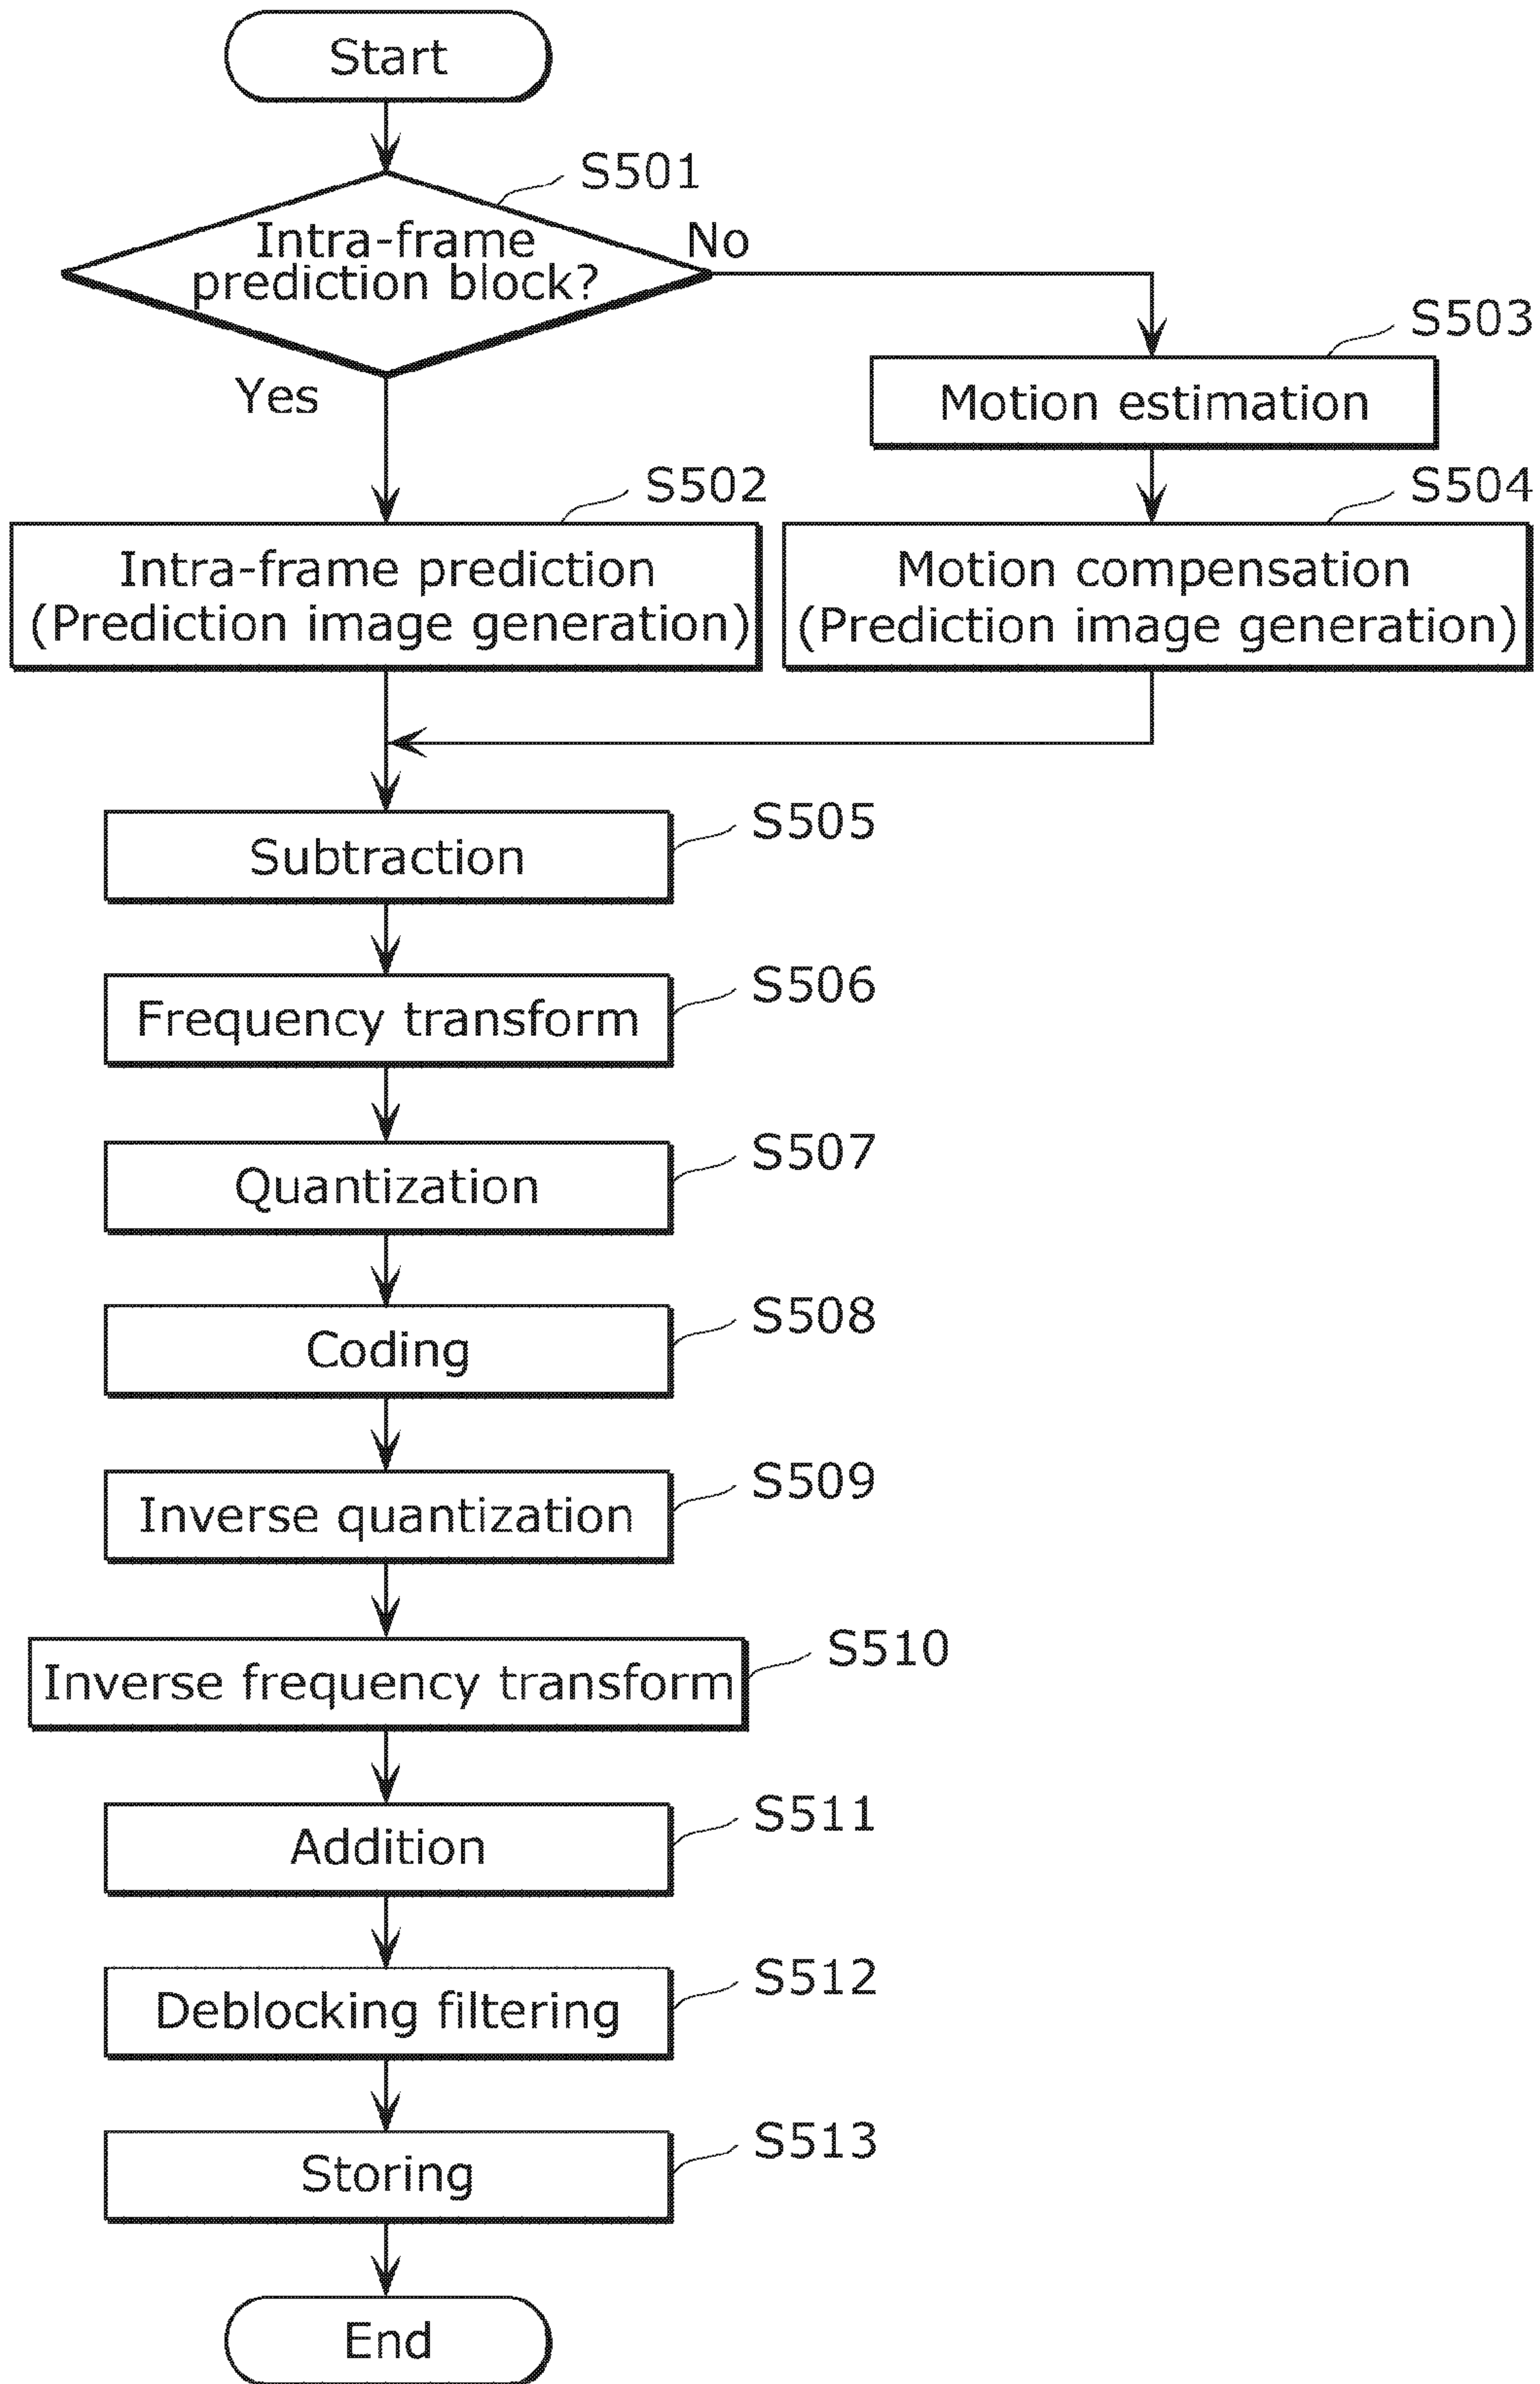 Start
S501
Intra-frame
prediction block?
No
Yes
S503
Motion estimation
S502
Intra-frame prediction
(Prediction image generation)
S504
Motion compensation
(Prediction image generation)
S505
Subtraction
S506
Frequency transform
S507
Quantization
S508
Coding
S509
Inverse quantization
S510
Inverse frequency transform
S511
Addition
S512
Deblocking filtering
S513
Storing
End